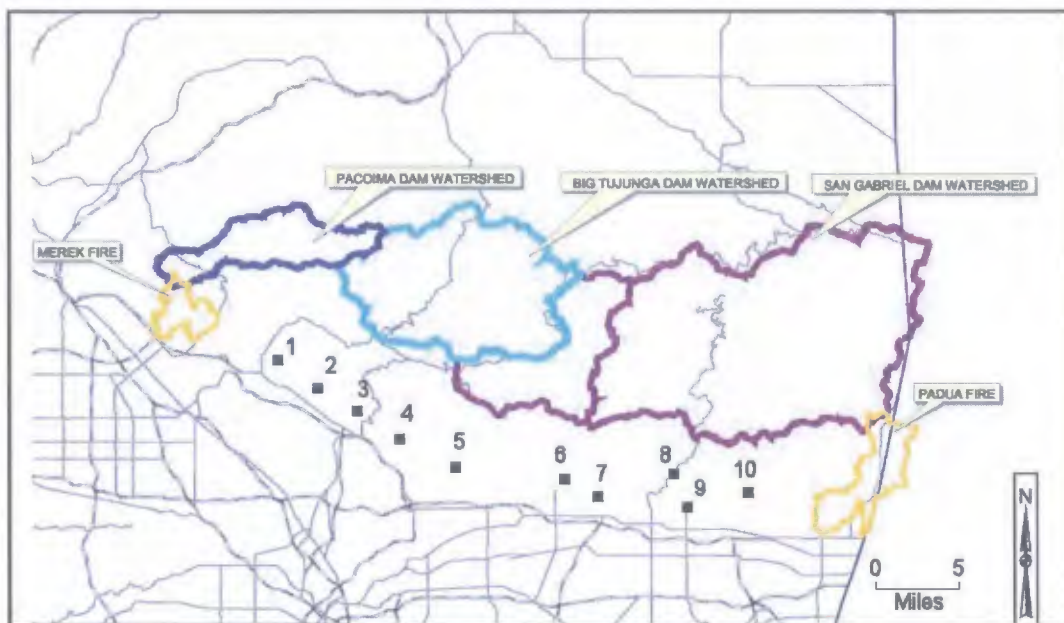 PACOIMA DAM WATERSHED
BIG TUJUNGA DAM WATERSHED
SAN GABRIEL DAM WATERSHED
MEREK FIRE
1
2
3
4
5
6
7
8
9
10
PADUA FIRE
N
0 5
Miles